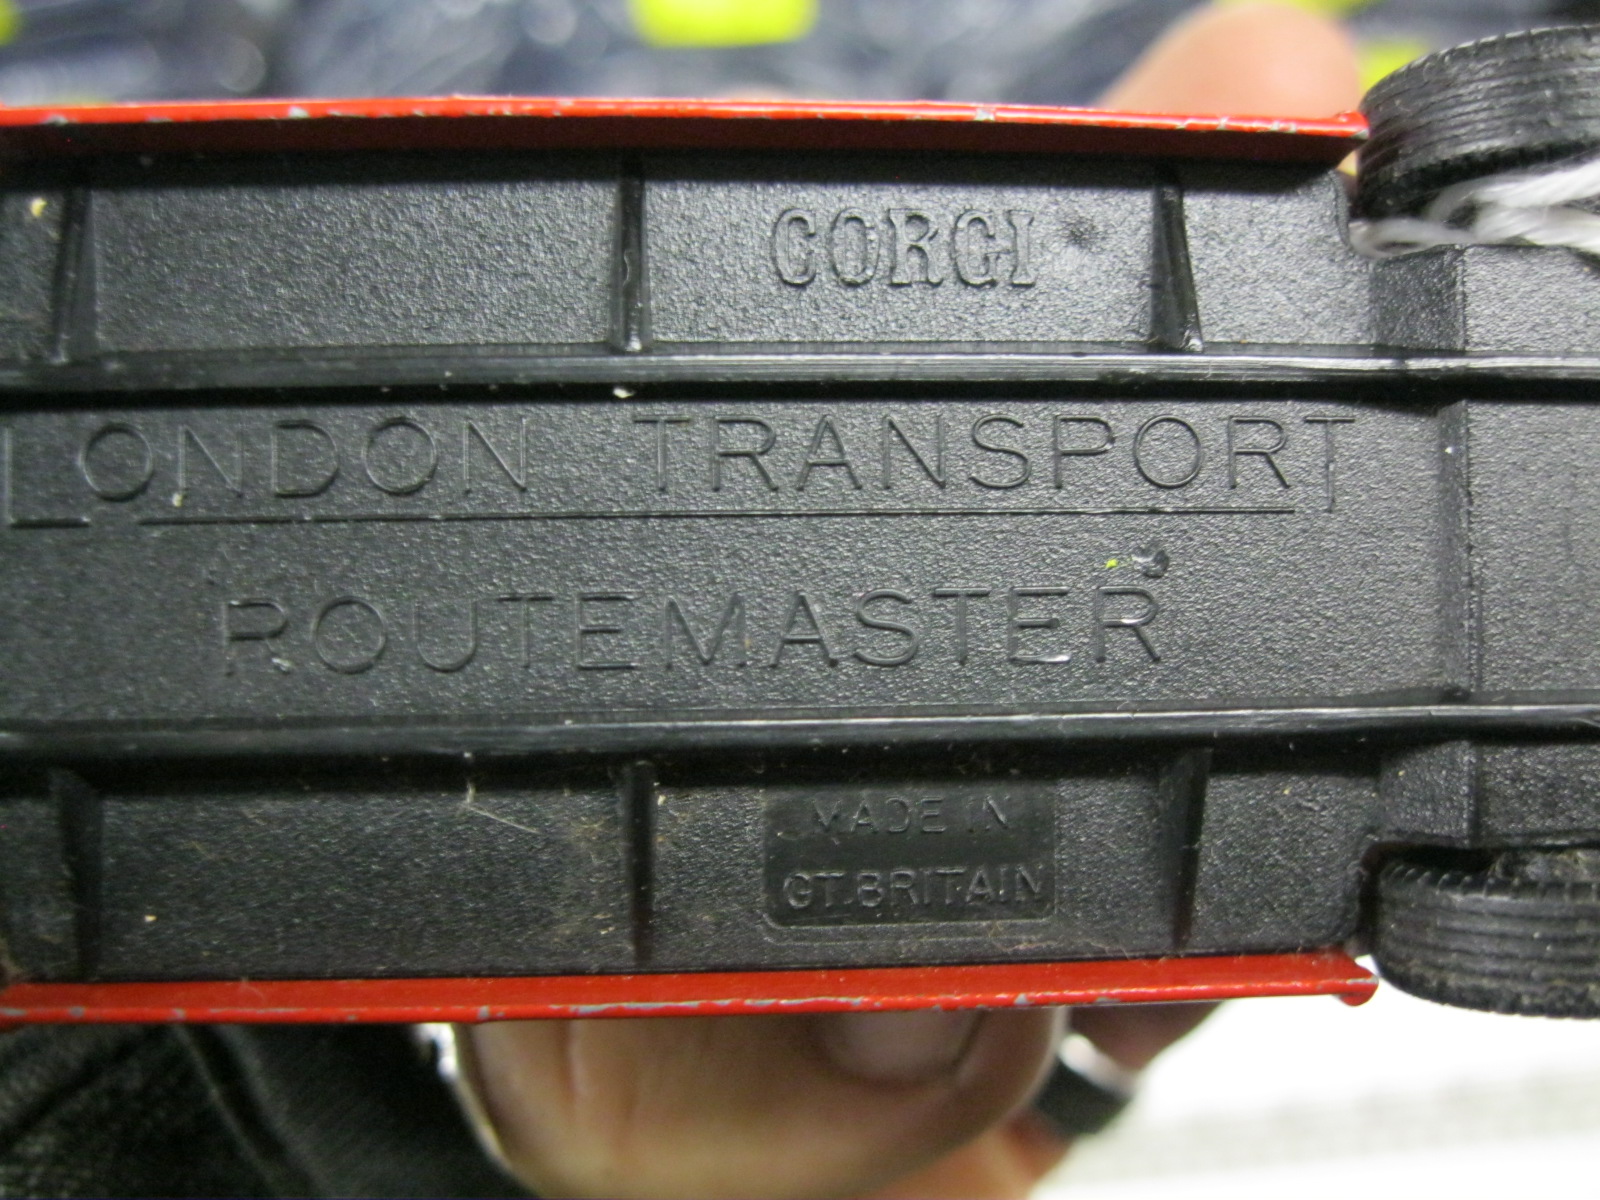 CORGI
LONDON TRANSPORT
ROUTEMASTER
MADE IN
GT. BRITAIN